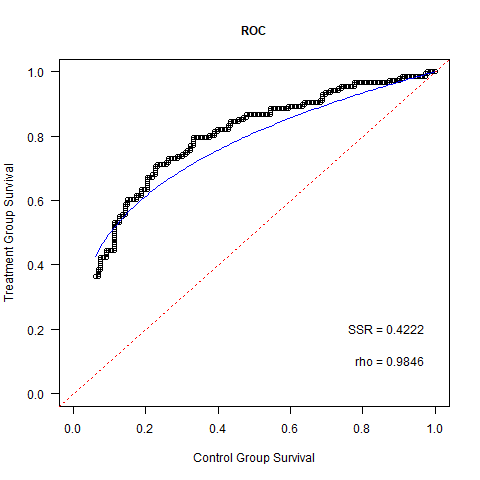 ROC
Treatment Group Survival
1.0
0.8
0.6
0.4
0.2
0.0
SSR = 0.4222
rho = 0.9846
0.0 0.2 0.4 0.6 0.8 1.0
Control Group Survival